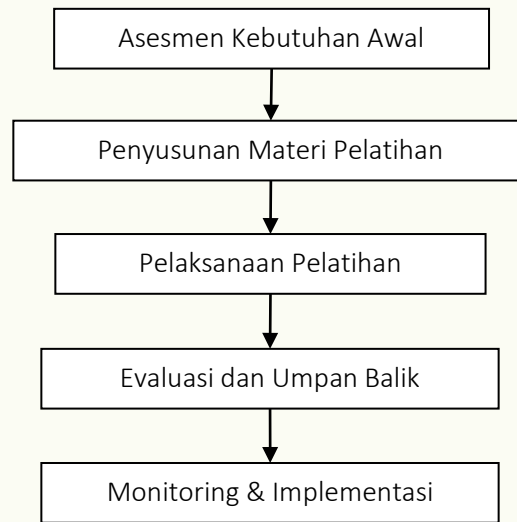 Asesmen Kebutuhan Awal
Penyusunan Materi Pelatihan
Pelaksanaan Pelatihan
Evaluasi dan Umpan Balik
Monitoring & Implementasi